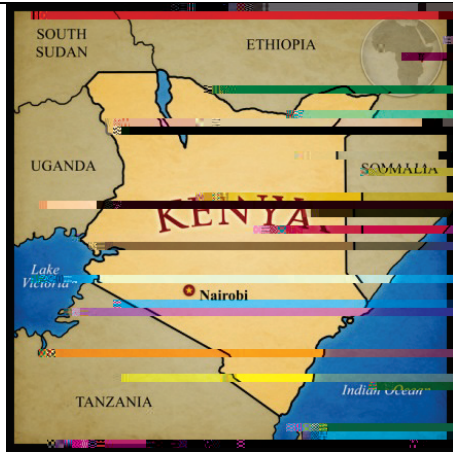 SOUTH
SUDAN
ETHIOPIA
UGANDA
SOMALIA
KENYA
Lake
Victoria
Nairobi
TANZANIA
Indian Ocean